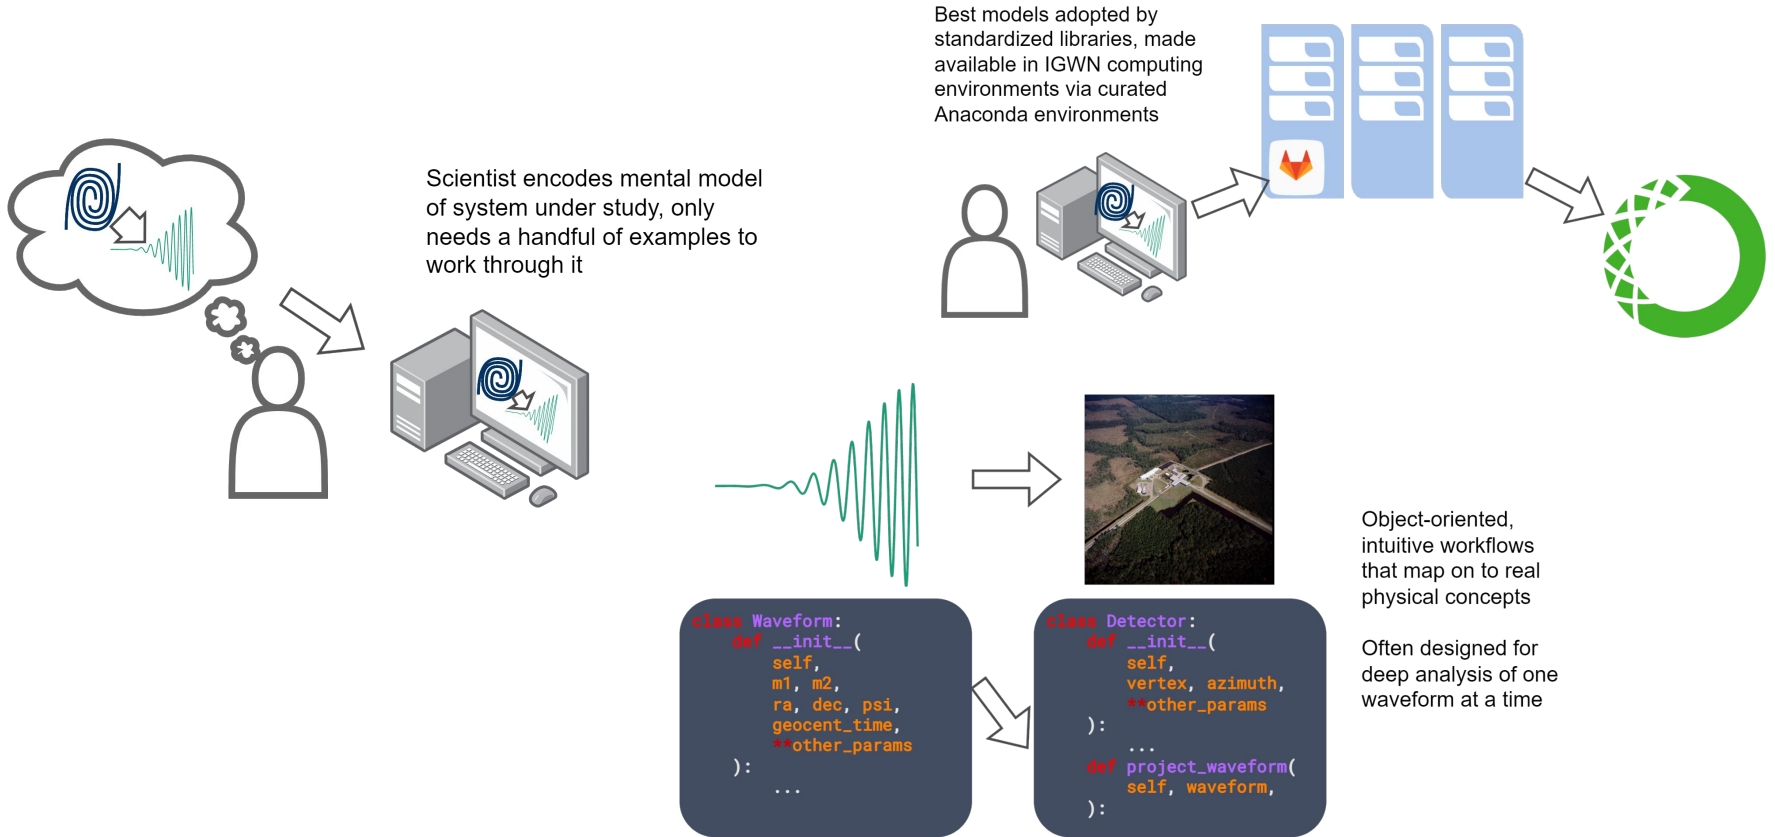 Best models adopted by
standardized libraries, made
available in IGWN computing
environments via curated
Anaconda environments
Scientist encodes mental model
of system under study, only
needs a handful of examples to
work through it
Object-oriented,
intuitive workflows
that map on to real
physical concepts
Often designed for
deep analysis of one
waveform at a time
class Waveform:
def __init__(
self,
m1, m2,
ra, dec, psi,
geocent_time,
**other_params
):
...
class Detector:
def __init__(
self,
vertex, azimuth,
**other_params
):
...
def project_waveform(
self, waveform,
):